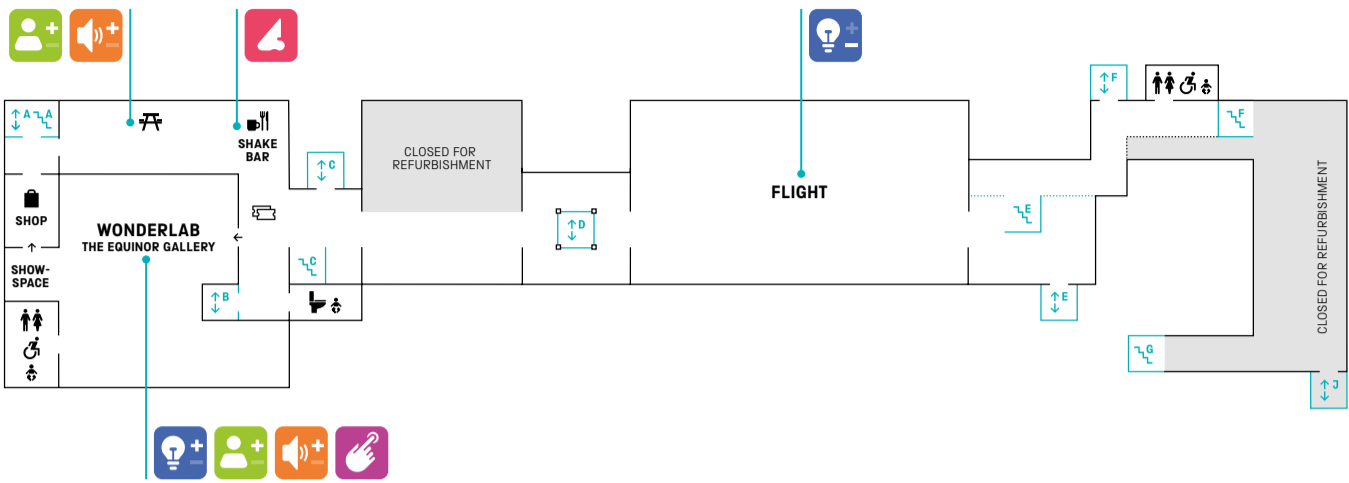 A
A
SHAKE
BAR
C
CLOSED FOR
REFURBISHMENT
FLIGHT
F
F
SHOP
WONDERLAB
THE EQUINOR GALLERY
D
E
SHOW-
SPACE
C
B
E
G
CLOSED FOR REFURBISHMENT
J